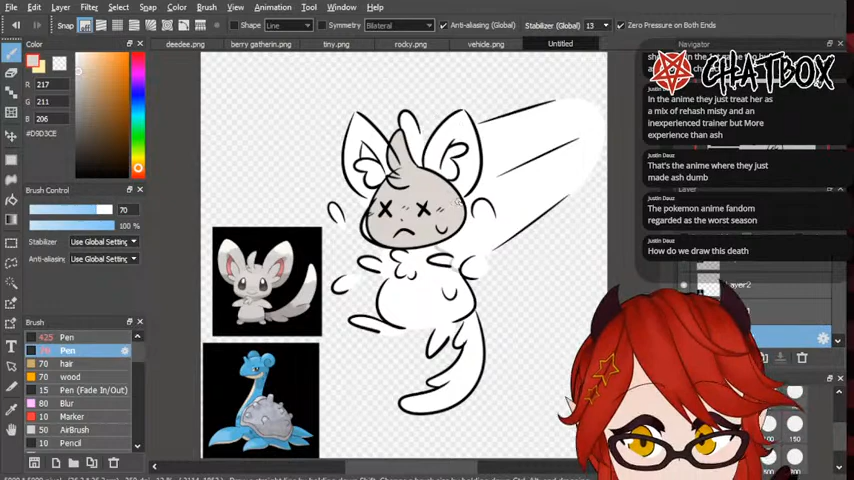 File Edit Layer Filter Select Snap Color Brush View Animation Tool Window Help
Snap Shape Line Symmetry Bilateral Anti-aliasing Stabilizer (Gl) 13 Zero Pressure on Both Ends
deedee.png berry gatherin.png tiny.png rocky.png vehicle.png Untitled
Color
Navigator
R 217
G 211
B 206
#D9D3CE
CHATBOX
Justin Dauz
In the anime they just treat her as
a mix of rehash misty and an
inexperienced trainer but More
experience than ash
Justin Dauz
That's the anime where they just
made ash dumb
Justin Dauz
The pokemon anime fandom
regarded as the worst season
Justin Dauz
How do we draw this death
Brush Control
70
100 %
Stabilizer Use Global Setting
Anti-aliasing: Use Global Setting
Layer2
Brush
425 Pen
Pen
70 hair
70 wood
15 Pen (Fade In/Out)
80 Blur
10 Marker
50 AirBrush
10 Pencil
150